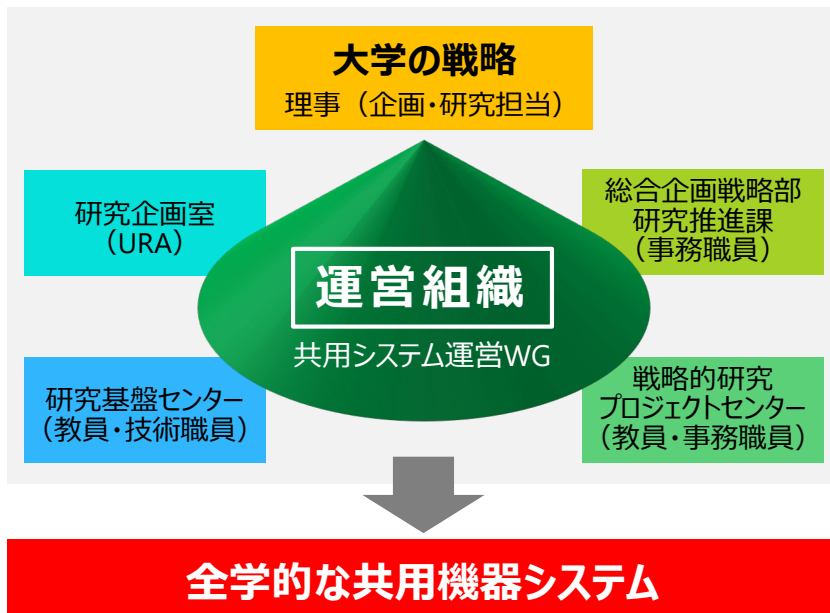 大学の戦略
理事（企画・研究担当）
研究企画室
（URA）
総合企画戦略部
研究推進課
（事務職員）
運営組織
共用システム運営WG
研究基盤センター
（教員・技術職員）
戦略的研究
プロジェクトセンター
（教員・事務職員）
全学的な共用機器システム